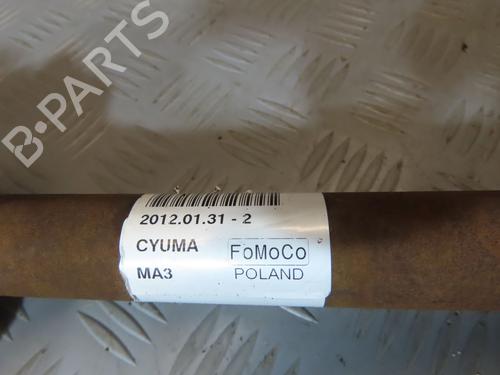 B-PARTS
2012.01.31 - 2
CYUMA FoMoCo
MA3 POLAND